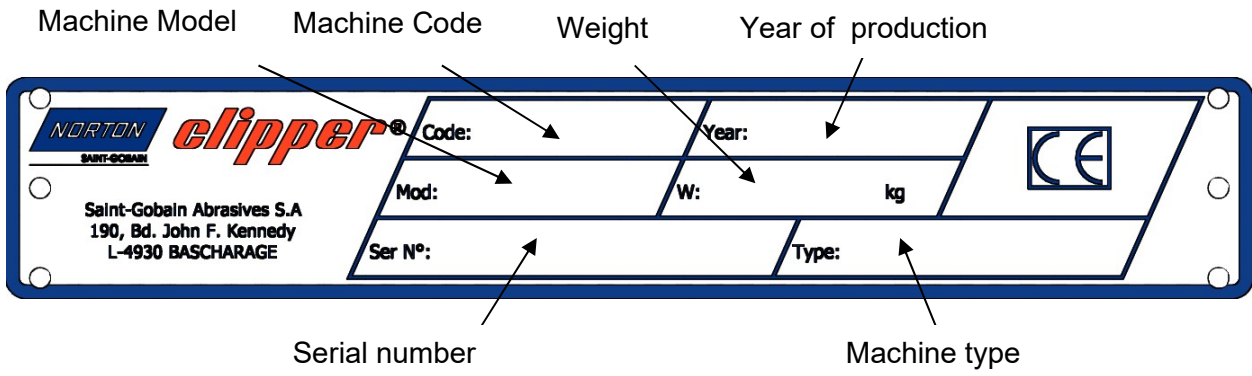 Machine Model Machine Code Weight Year of production
NORTON clipper®
SAINT-GOBAIN
Code: Year:
CE
Mod: W: kg
Saint-Gobain Abrasives S.A
190, Bd. John F. Kennedy
L-4930 BASCHARAGE
Ser N°: Type:
Serial number Machine type